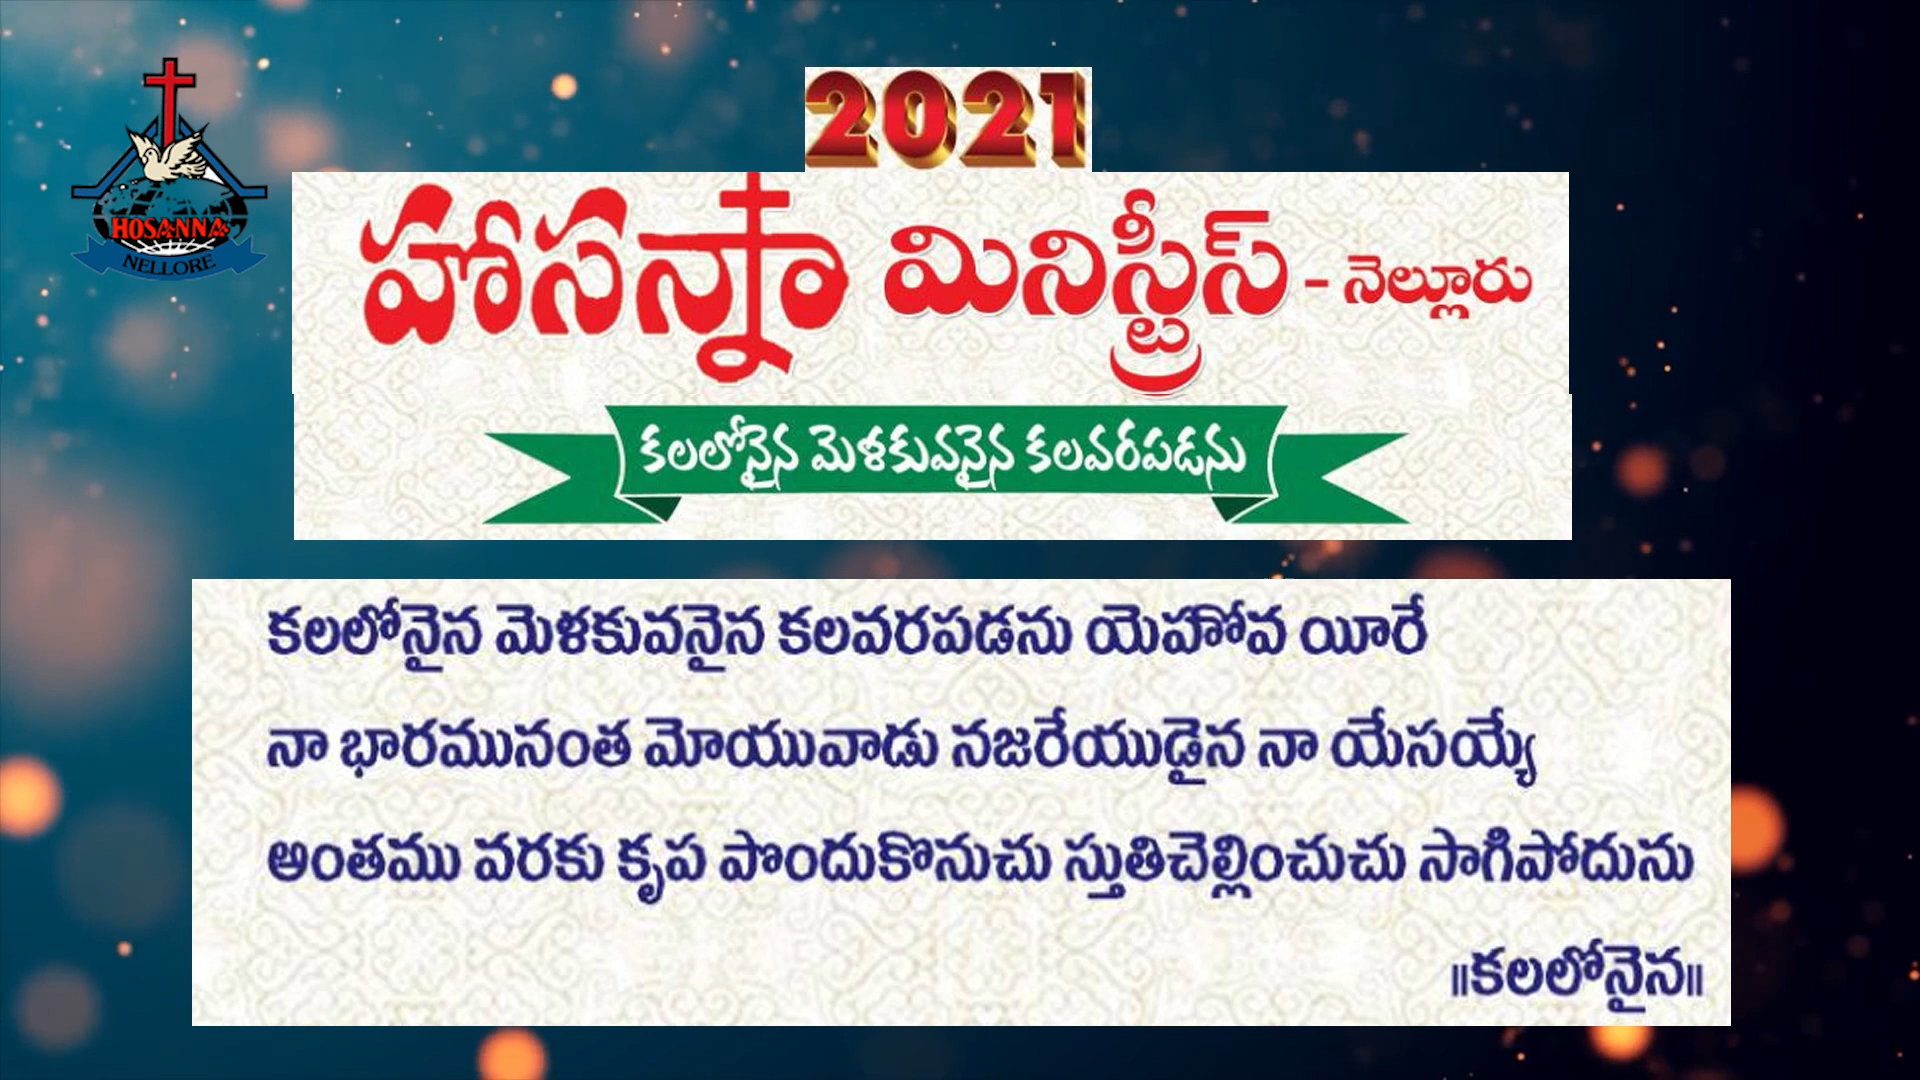 2021
HOSANNA
NELLORE
హోసన్నా మినిస్ట్రీస్ - నెల్లూరు
కలలోనైన మెళకువనైన కలవరపడను
కలలోనైన మెళకువనైన కలవరపడను యెహోవ యీరే
నా భారమునంత మోయువాడు నజరేయుడైన నా యేసయ్యే
అంతము వరకు కృప పొందుకొనుచు స్తుతిచెల్లించుచు సాగిపోదును
॥కలలోనైన॥